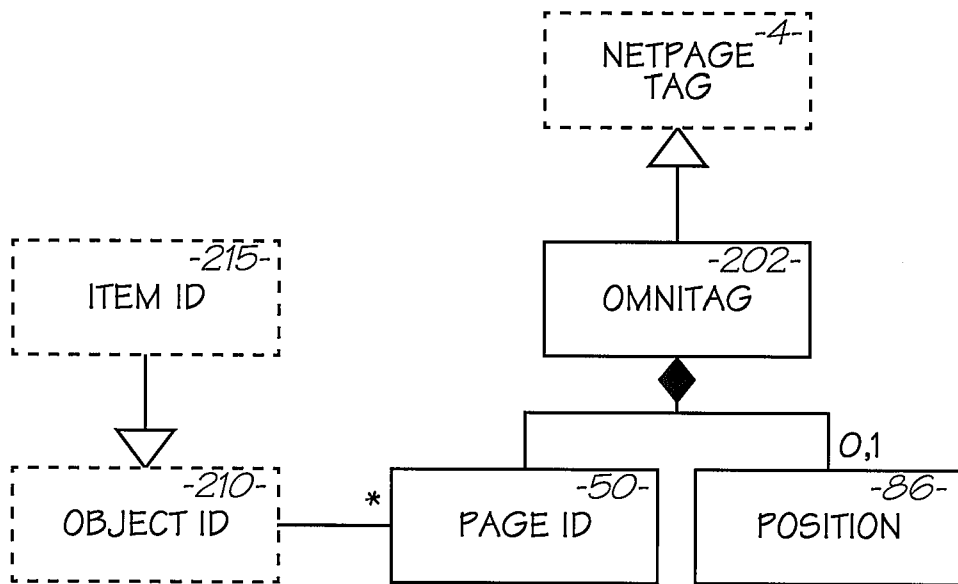 -4-
NETPAGE
TAG
-215-
ITEM ID
-202-
OMNITAG
0,1
-210-
OBJECT ID
*
-50-
PAGE ID
-86-
POSITION